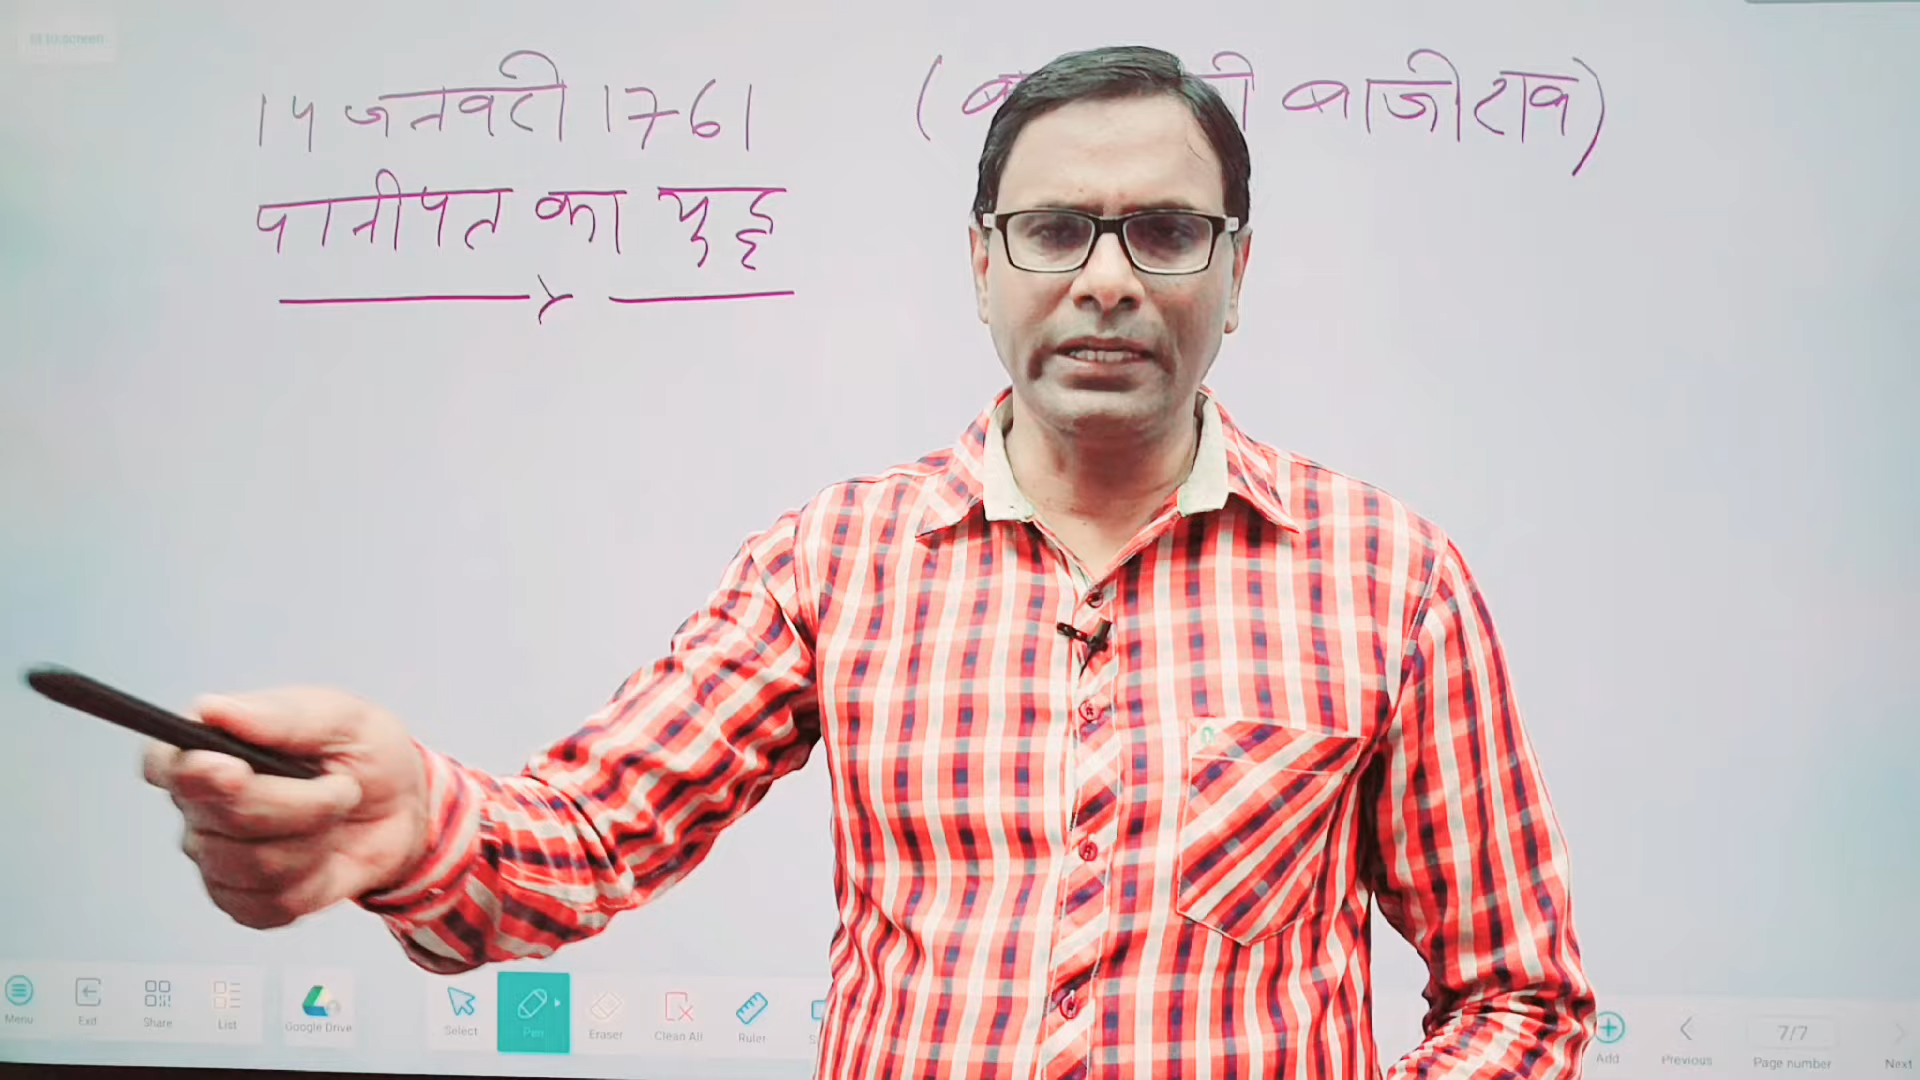 14 जनवरी 1761 ( बाजीराव)
पानीपत का युद्ध
Menu
Exit
Share
List
Google Drive
Select
Pen
Eraser
Clean All
Ruler
Add
Previous
7/7
Page number
Next